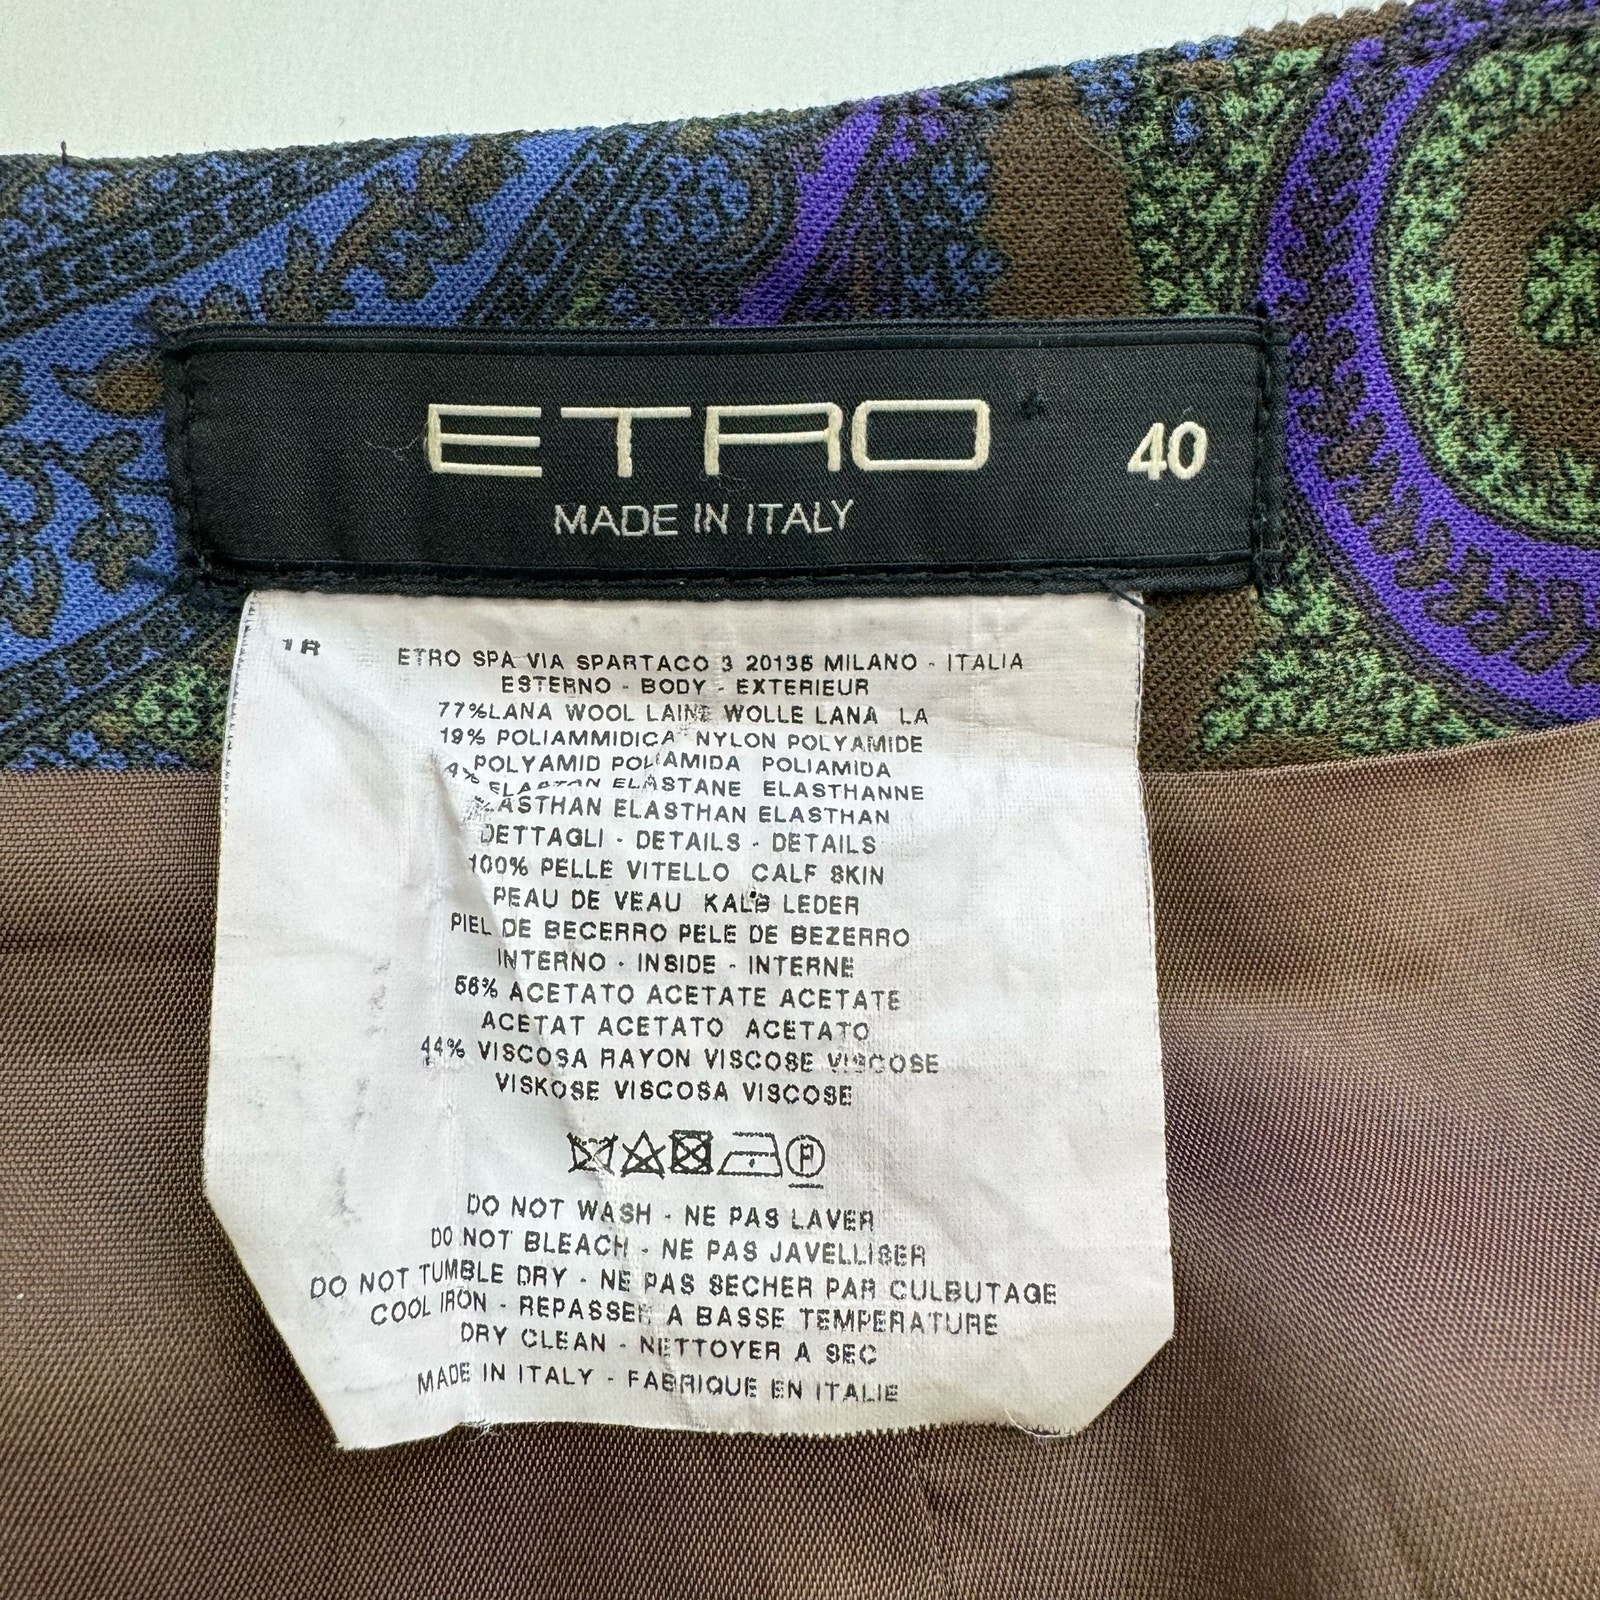 ETRO
40
MADE IN ITALY
1R
ETRO SPA VIA SPARTACO 3 20135 MILANO - ITALIA
ESTERNO - BODY - EXTERIEUR
77%LANA WOOL LAINE WOLLE LANA LA
19% POLIAMMIDICA NYLON POLYAMIDE
POLYAMID POLIAMIDA POLIAMIDA
4% ELASTAN ELASTANE ELASTHANNE
ELASTHAN ELASTHAN ELASTHAN
DETTAGLI - DETAILS - DETAILS
100% PELLE VITELLO CALF SKIN
PEAU DE VEAU KALB LEDER
PIEL DE BECERRO PELE DE BEZERRO
INTERNO - INSIDE - INTERNE
56% ACETATO ACETATE ACETATE
ACETAT ACETATO ACETATO
44% VISCOSA RAYON VISCOSE VISCOSE
VISKOSE VISCOSA VISCOSE
P
DO NOT WASH - NE PAS LAVER
DO NOT BLEACH - NE PAS JAVELLISER
DO NOT TUMBLE DRY - NE PAS SECHER PAR CULBUTAGE
COOL IRON - REPASSER A BASSE TEMPERATURE
DRY CLEAN - NETTOYER A SEC
MADE IN ITALY - FABRIQUE EN ITALIE